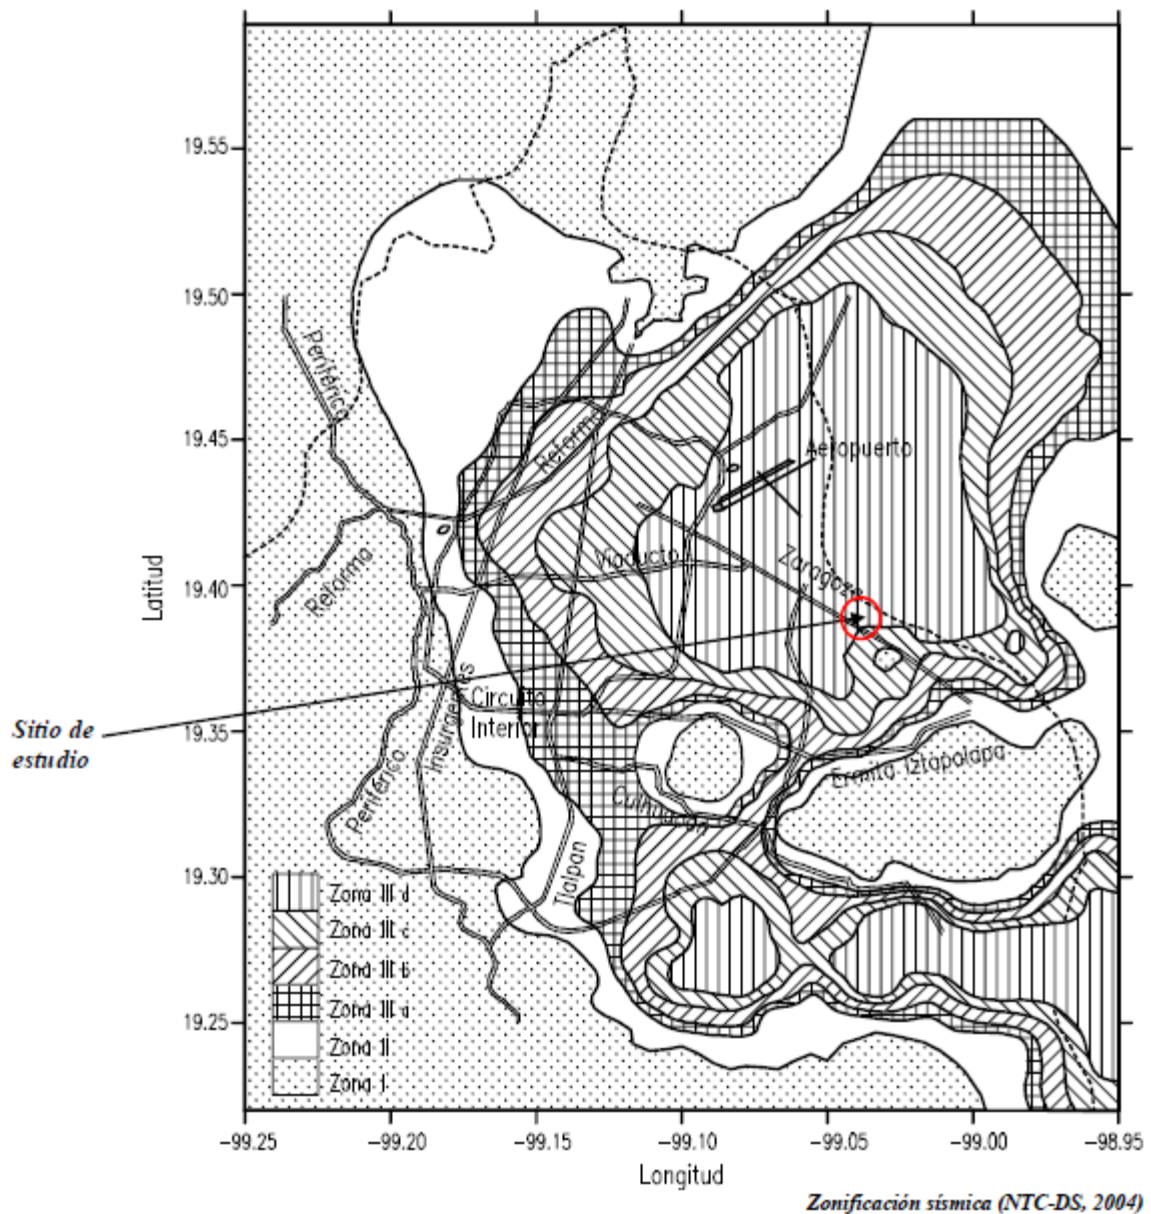 19.55
19.50
19.45
19.40
19.35
19.30
19.25
Latitud
Periférico
Reforma
Aeropuerto
Reforma
Viaducto
Zaragoza
Circuito
Interior
Insurgentes
Sitio de
estudio
Ermita Iztapalapa
Periférico
Culhuacán
Tlalpan
Zona III d
Zona III c
Zona III b
Zona III a
Zona II
Zona I
−99.25 −99.20 −99.15 −99.10 −99.05 −99.00 −98.95
Longitud
Zonificación sísmica (NTC-DS, 2004)